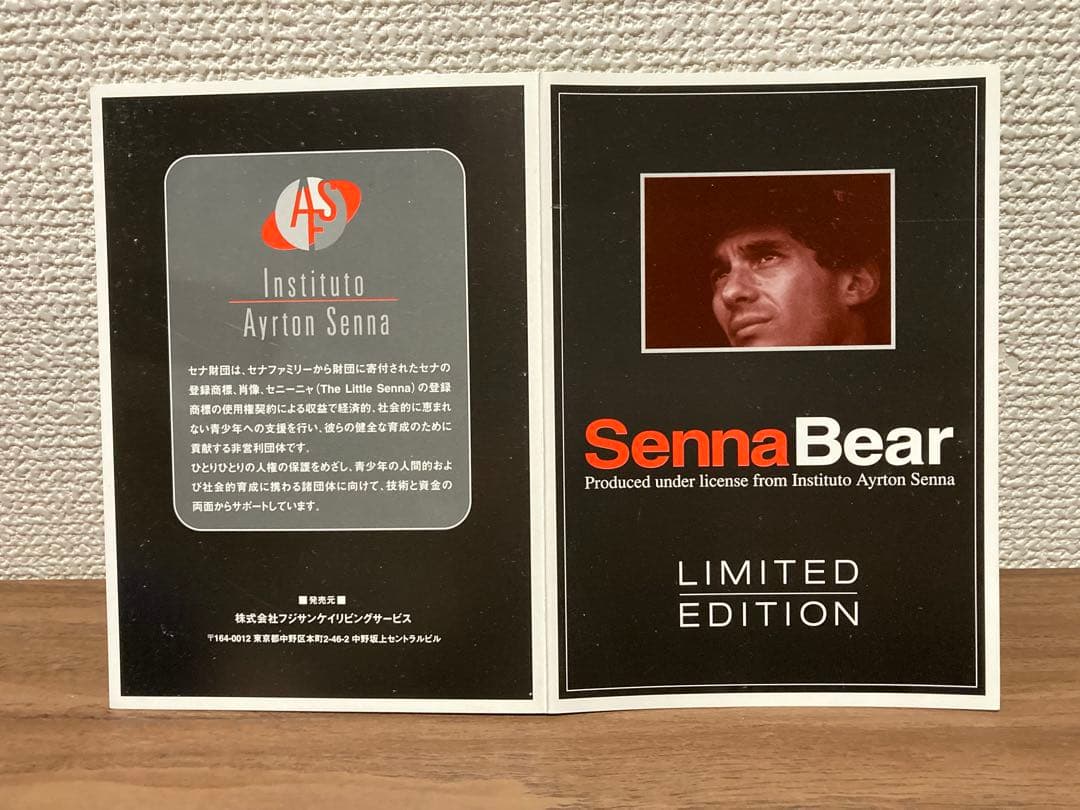 ASF
Instituto
Ayrton Senna
セナ財団は、セナファミリーから財団に寄付されたセナの
登録商標、肖像、セニーニャ（The Little Senna）の登録
商標の使用権契約による収益で経済的、社会的に恵まれ
ない青少年への支援を行い、彼らの健全な育成のために
貢献する非営利団体です。
ひとりひとりの人権の保護をめざし、青少年の人間的およ
び社会的育成に携わる諸団体に向けて、技術と資金の
両面からサポートしています。
■発売元■
株式会社フジサンケイリビングサービス
〒164-0012 東京都中野区本町2-46-2 中野坂上セントラルビル
SennaBear
Produced under license from Instituto Ayrton Senna
LIMITED
EDITION